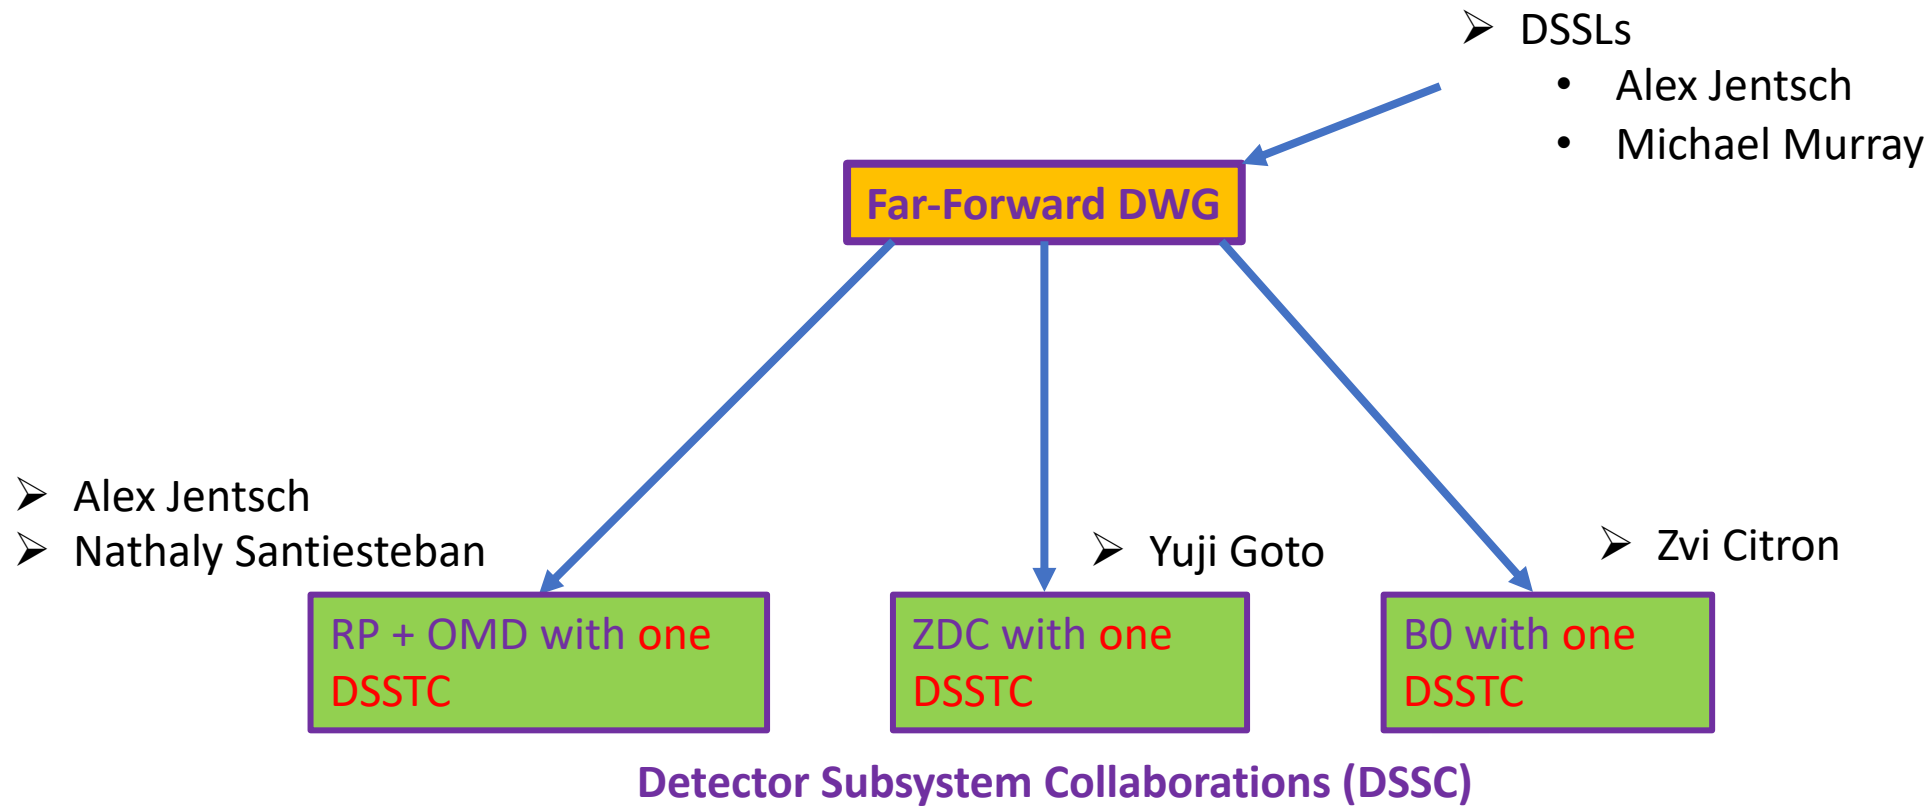 ➢ DSSLs
• Alex Jentsch
• Michael Murray
Far-Forward DWG
➢ Alex Jentsch
➢ Nathaly Santiesteban
➢ Yuji Goto
➢ Zvi Citron
RP + OMD with one
DSSTC
ZDC with one
DSSTC
B0 with one
DSSTC
Detector Subsystem Collaborations (DSSC)